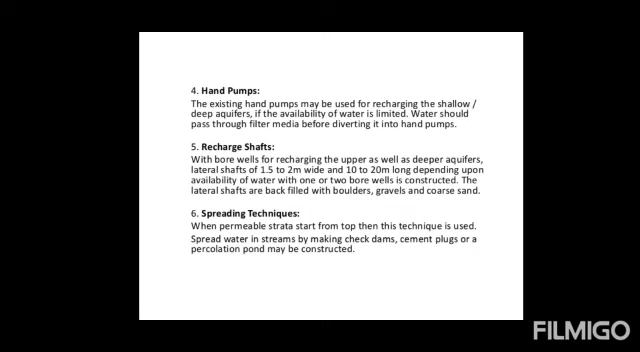 4. Hand Pumps:
The existing hand pumps may be used for recharging the shallow /
deep aquifers, if the availability of water is limited. Water should
pass through filter media before diverting it into hand pumps.
5. Recharge Shafts:
With bore wells for recharging the upper as well as deeper aquifers,
lateral shafts of 1.5 to 2m wide and 10 to 20m long depending upon
availability of water with one or two bore wells is constructed. The
lateral shafts are back filled with boulders, gravels and coarse sand.
6. Spreading Techniques:
When permeable strata start from top then this technique is used.
Spread water in streams by making check dams, cement plugs or a
percolation pond may be constructed.
FILMIGO